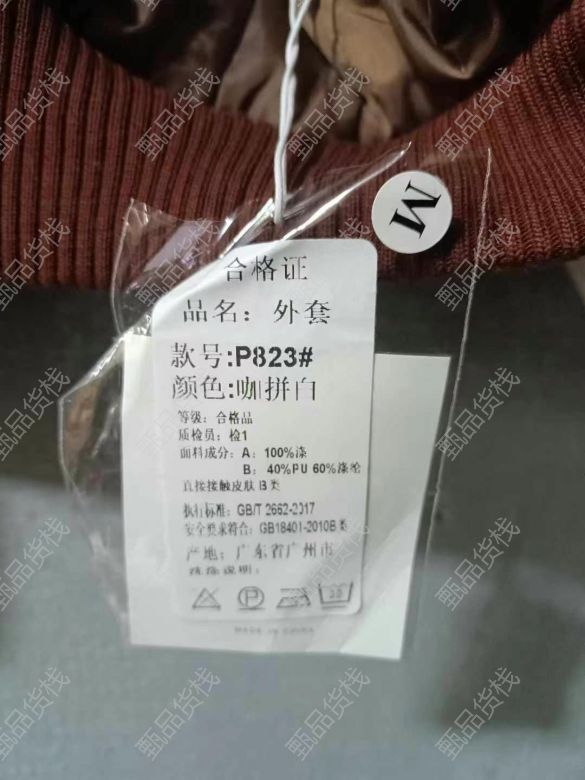 M
合格证
品名：外套
款号:P823#
颜色:咖拼白
等级：合格品
质检员：检1
面料成分：A：100%涤
B：40%PU 60%涤纶
直接接触皮肤 B类
执行标准：GB/T 2662-2017
安全要求符合：GB18401-2010B类
产地：广东省广州市
洗涤说明：
P
30
MADE IN CHINA
甄品货栈